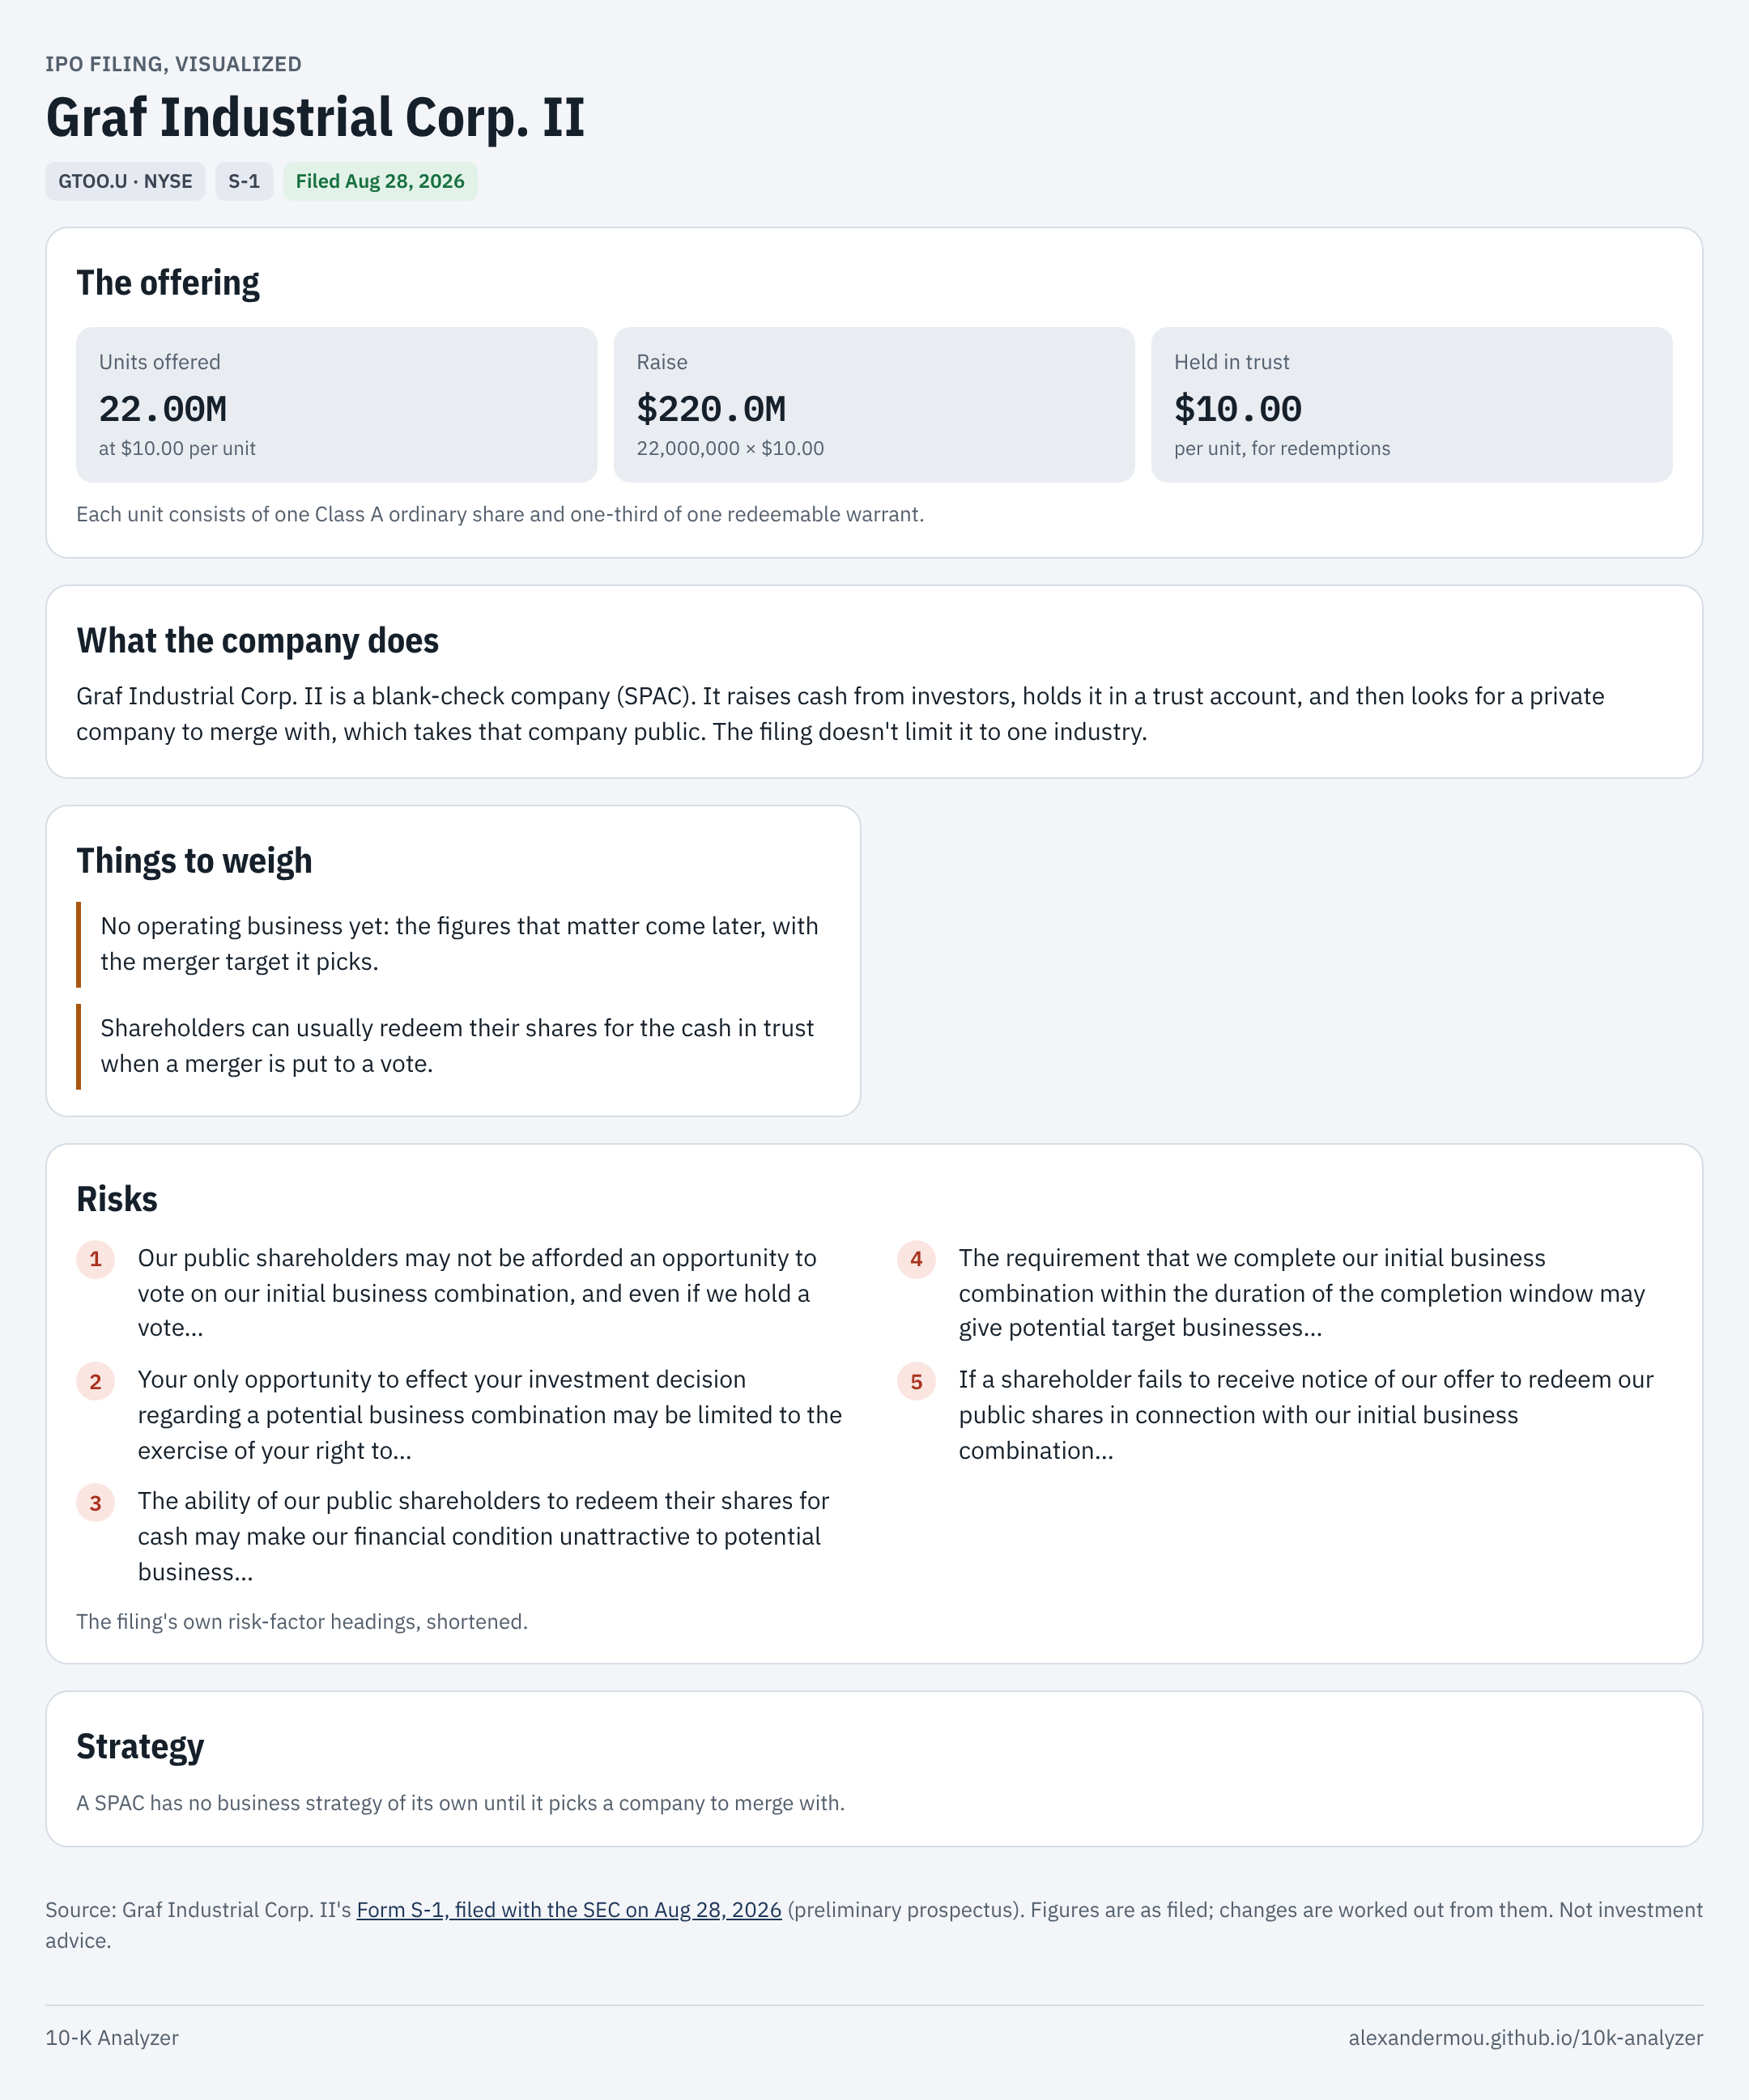 IPO FILING, VISUALIZED
Graf Industrial Corp. II
GTOO.U · NYSE
S-1
Filed Aug 28, 2026
The offering
Units offered
22.00M
at $10.00 per unit
Raise
$220.0M
22,000,000 × $10.00
Held in trust
$10.00
per unit, for redemptions
Each unit consists of one Class A ordinary share and one-third of one redeemable warrant.
What the company does
Graf Industrial Corp. II is a blank-check company (SPAC). It raises cash from investors, holds it in a trust account, and then looks for a private
company to merge with, which takes that company public. The filing doesn't limit it to one industry.
Things to weigh
No operating business yet: the figures that matter come later, with
the merger target it picks.
Shareholders can usually redeem their shares for the cash in trust
when a merger is put to a vote.
Risks
1
Our public shareholders may not be afforded an opportunity to
vote on our initial business combination, and even if we hold a
vote…
2
Your only opportunity to effect your investment decision
regarding a potential business combination may be limited to the
exercise of your right to…
3
The ability of our public shareholders to redeem their shares for
cash may make our financial condition unattractive to potential
business…
4
The requirement that we complete our initial business
combination within the duration of the completion window may
give potential target businesses…
5
If a shareholder fails to receive notice of our offer to redeem our
public shares in connection with our initial business
combination…
The filing's own risk-factor headings, shortened.
Strategy
A SPAC has no business strategy of its own until it picks a company to merge with.
Source: Graf Industrial Corp. II's Form S-1, filed with the SEC on Aug 28, 2026 (preliminary prospectus). Figures are as filed; changes are worked out from them. Not investment
advice.
10-K Analyzer
alexandermou.github.io/10k-analyzer